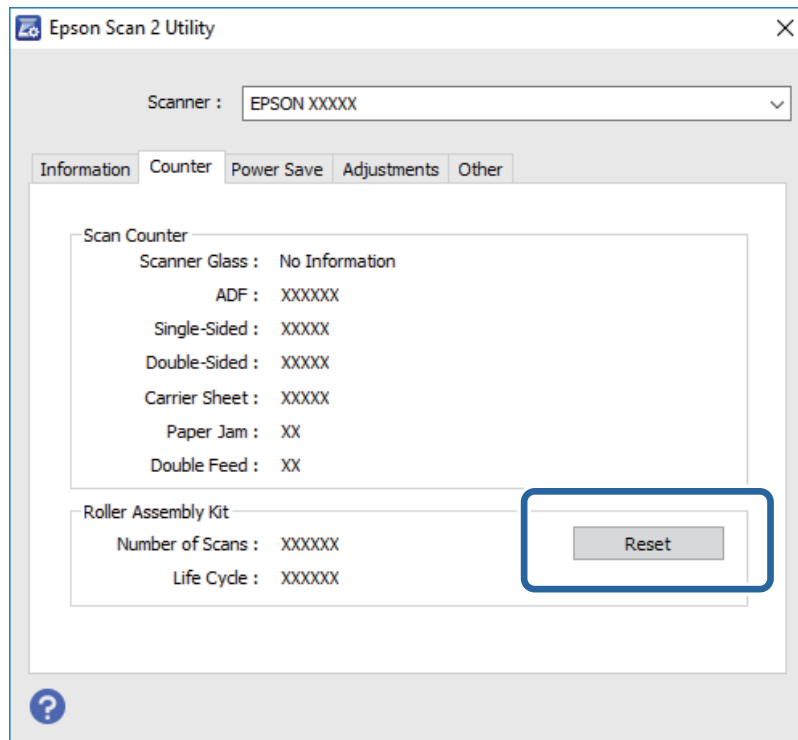 Epson Scan 2 Utility
Scanner : EPSON XXXXX
Information Counter Power Save Adjustments Other
Scan Counter
Scanner Glass : No Information
ADF : XXXXXX
Single-Sided : XXXXX
Double-Sided : XXXXX
Carrier Sheet : XXXXX
Paper Jam : XX
Double Feed : XX
Roller Assembly Kit
Number of Scans : XXXXXX Reset
Life Cycle : XXXXXX
?